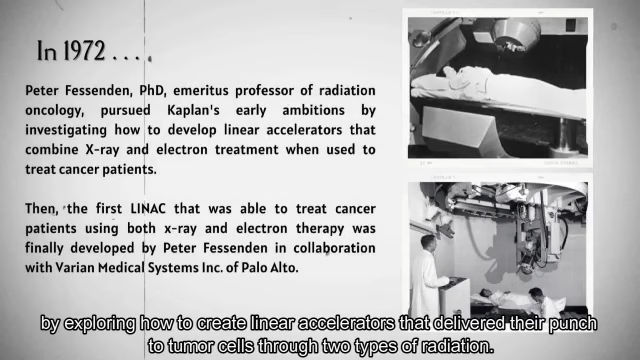 In 1972 . . . .
Peter Fessenden, PhD, emeritus professor of radiation
oncology, pursued Kaplan's early ambitions by
investigating how to develop linear accelerators that
combine X-ray and electron treatment when used to
treat cancer patients.
Then, the first LINAC that was able to treat cancer
patients using both x-ray and electron therapy was
finally developed by Peter Fessenden in collaboration
with Varian Medical Systems Inc. of Palo Alto.
by exploring how to create linear accelerators that delivered their punch
to tumor cells through two types of radiation.